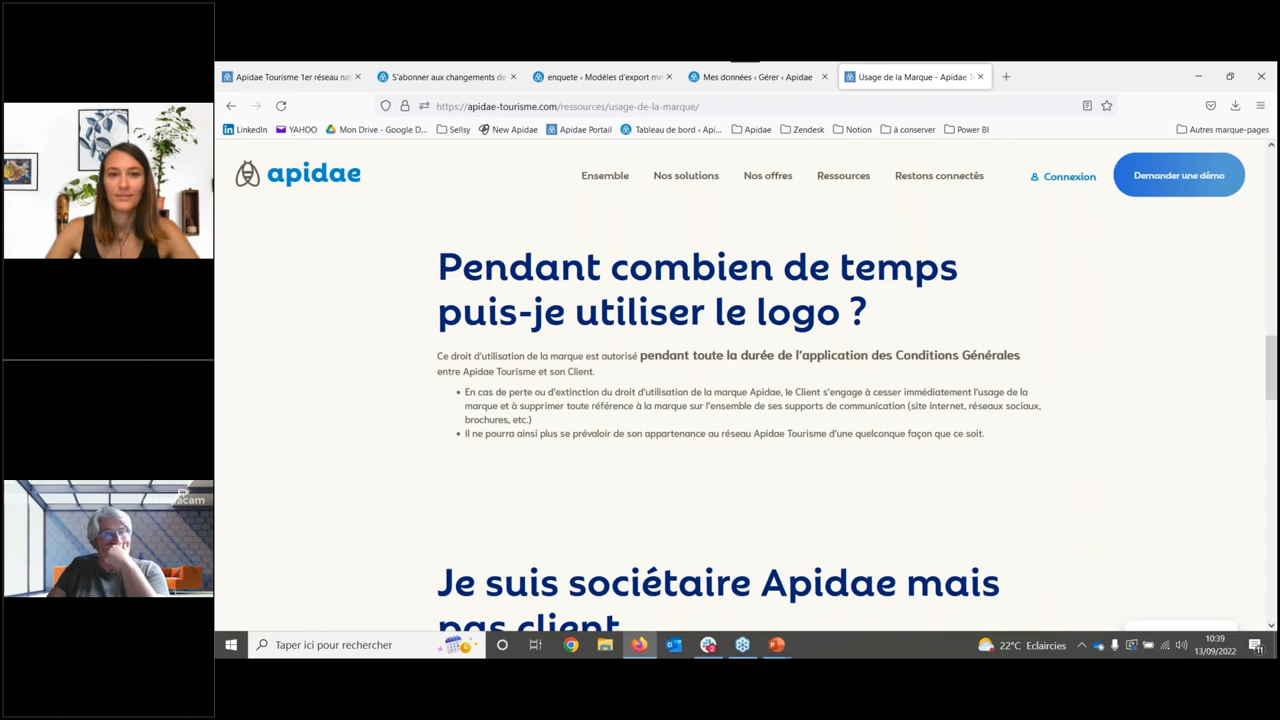 Apidae Tourisme 1er réseau nat
S'abonner aux changements de
enquete ‹ Modèles d'export me
Mes données ‹ Gérer ‹ Apidae
Usage de la Marque - Apidae T
https://apidae-tourisme.com/ressources/usage-de-la-marque/
LinkedIn
YAHOO
Mon Drive - Google D...
Sellsy
New Apidae
Apidae Portail
Tableau de bord ‹ Api...
Apidae
Zendesk
Notion
à conserver
Power BI
Autres marque-pages
apidae
Ensemble
Nos solutions
Nos offres
Ressources
Restons connectés
Connexion
Demander une démo
Pendant combien de temps
puis-je utiliser le logo ?
Ce droit d'utilisation de la marque est autorisé pendant toute la durée de l'application des Conditions Générales
entre Apidae Tourisme et son Client.
• En cas de perte ou d'extinction du droit d'utilisation de la marque Apidae, le Client s'engage à cesser immédiatement l'usage de la
marque et à supprimer toute référence à la marque sur l'ensemble de ses supports de communication (site internet, réseaux sociaux,
brochures, etc.)
• Il ne pourra ainsi plus se prévaloir de son appartenance au réseau Apidae Tourisme d'une quelconque façon que ce soit.
Je suis sociétaire Apidae mais
pas client
Taper ici pour rechercher
22°C Eclaircies
10:39
13/09/2022
11